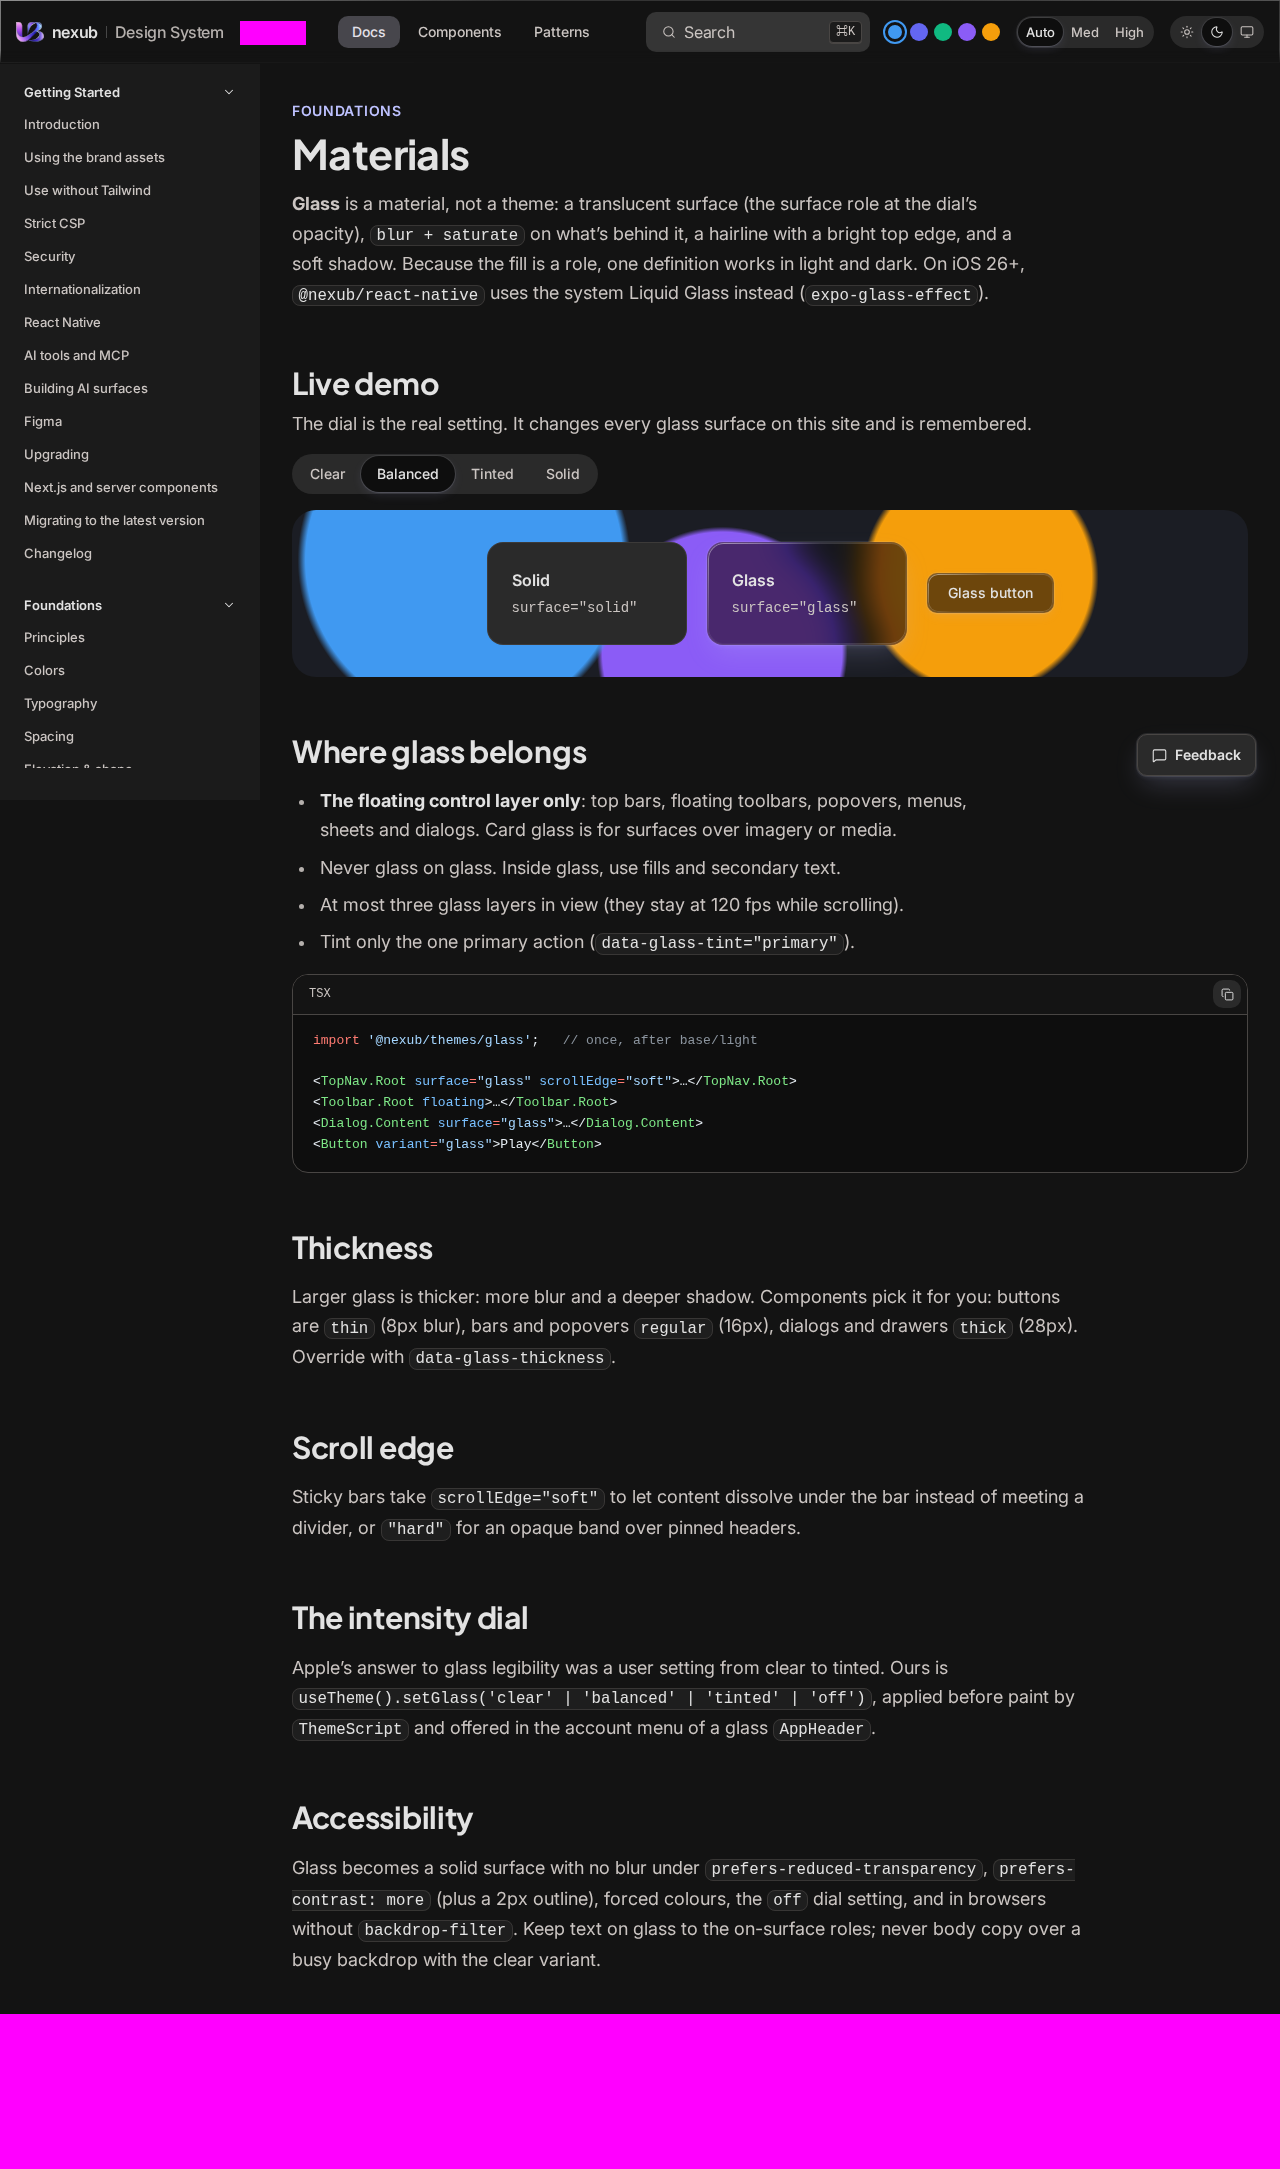 nexub Design System
Docs Components Patterns
Search ⌘K
Auto Med High
Getting Started
Introduction
Using the brand assets
Use without Tailwind
Strict CSP
Security
Internationalization
React Native
AI tools and MCP
Building AI surfaces
Figma
Upgrading
Next.js and server components
Migrating to the latest version
Changelog
Foundations
Principles
Colors
Typography
Spacing
Elevation & shape
FOUNDATIONS
Materials
Glass is a material, not a theme: a translucent surface (the surface role at the dial’s
opacity), blur + saturate on what’s behind it, a hairline with a bright top edge, and a
soft shadow. Because the fill is a role, one definition works in light and dark. On iOS 26+,
@nexub/react-native uses the system Liquid Glass instead (expo-glass-effect).
Live demo
The dial is the real setting. It changes every glass surface on this site and is remembered.
Clear Balanced Tinted Solid
Solid
surface="solid"
Glass
surface="glass"
Glass button
Where glass belongs
Feedback
• The floating control layer only: top bars, floating toolbars, popovers, menus,
sheets and dialogs. Card glass is for surfaces over imagery or media.
• Never glass on glass. Inside glass, use fills and secondary text.
• At most three glass layers in view (they stay at 120 fps while scrolling).
• Tint only the one primary action (data-glass-tint="primary").
TSX
import '@nexub/themes/glass';   // once, after base/light
<TopNav.Root surface="glass" scrollEdge="soft">…</TopNav.Root>
<Toolbar.Root floating>…</Toolbar.Root>
<Dialog.Content surface="glass">…</Dialog.Content>
<Button variant="glass">Play</Button>
Thickness
Larger glass is thicker: more blur and a deeper shadow. Components pick it for you: buttons
are thin (8px blur), bars and popovers regular (16px), dialogs and drawers thick (28px).
Override with data-glass-thickness.
Scroll edge
Sticky bars take scrollEdge="soft" to let content dissolve under the bar instead of meeting a
divider, or "hard" for an opaque band over pinned headers.
The intensity dial
Apple’s answer to glass legibility was a user setting from clear to tinted. Ours is
useTheme().setGlass('clear' | 'balanced' | 'tinted' | 'off'), applied before paint by
ThemeScript and offered in the account menu of a glass AppHeader.
Accessibility
Glass becomes a solid surface with no blur under prefers-reduced-transparency, prefers-
contrast: more (plus a 2px outline), forced colours, the off dial setting, and in browsers
without backdrop-filter. Keep text on glass to the on-surface roles; never body copy over a
busy backdrop with the clear variant.